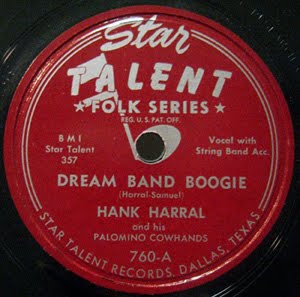 Star
TALENT
★ FOLK SERIES ★
REG. U.S. PAT. OFF.
BMI
Star Talent
357
Vocal with
String Band Acc.
DREAM BAND BOOGIE
(Harral-Samuel)
HANK HARRAL
and his
PALOMINO COWHANDS
760-A
STAR TALENT RECORDS, DALLAS, TEXAS